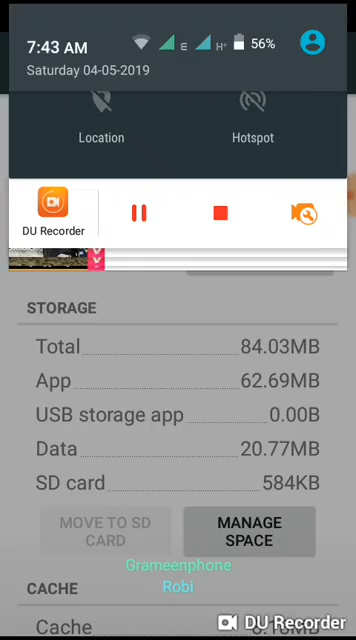 7:43 AM
E H+ 56%
Saturday 04-05-2019
Location Hotspot
DU Recorder
STORAGE
Total 84.03MB
App 62.69MB
USB storage app 0.00B
Data 20.77MB
SD card 584KB
MOVE TO SD
CARD
MANAGE
SPACE
Grameenphone
Robi
CACHE
Cache
DU Recorder